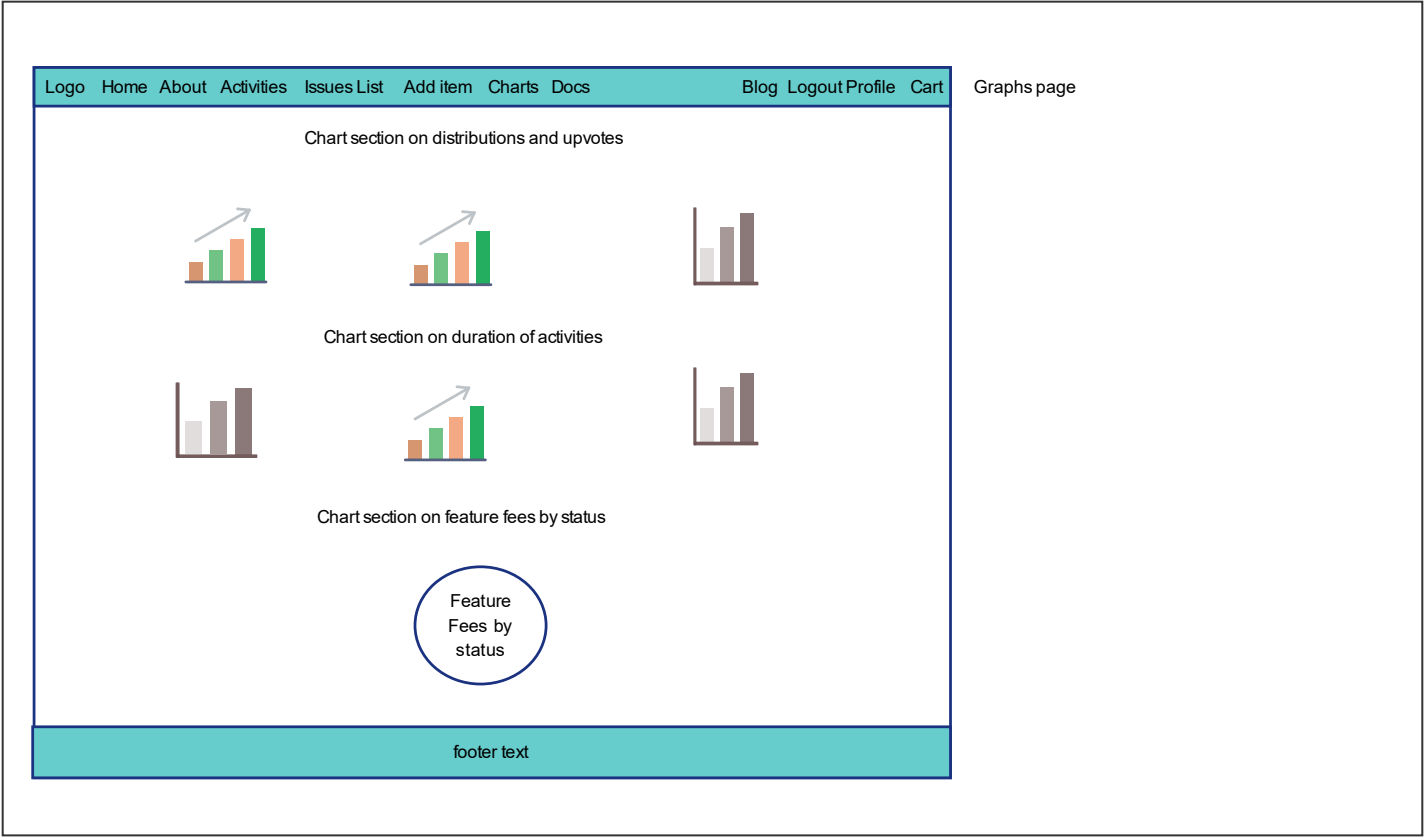 Logo Home About Activities Issues List Add item Charts Docs Blog Logout Profile Cart
Graphs page
Chart section on distributions and upvotes
Chart section on duration of activities
Chart section on feature fees by status
Feature
Fees by
status
footer text